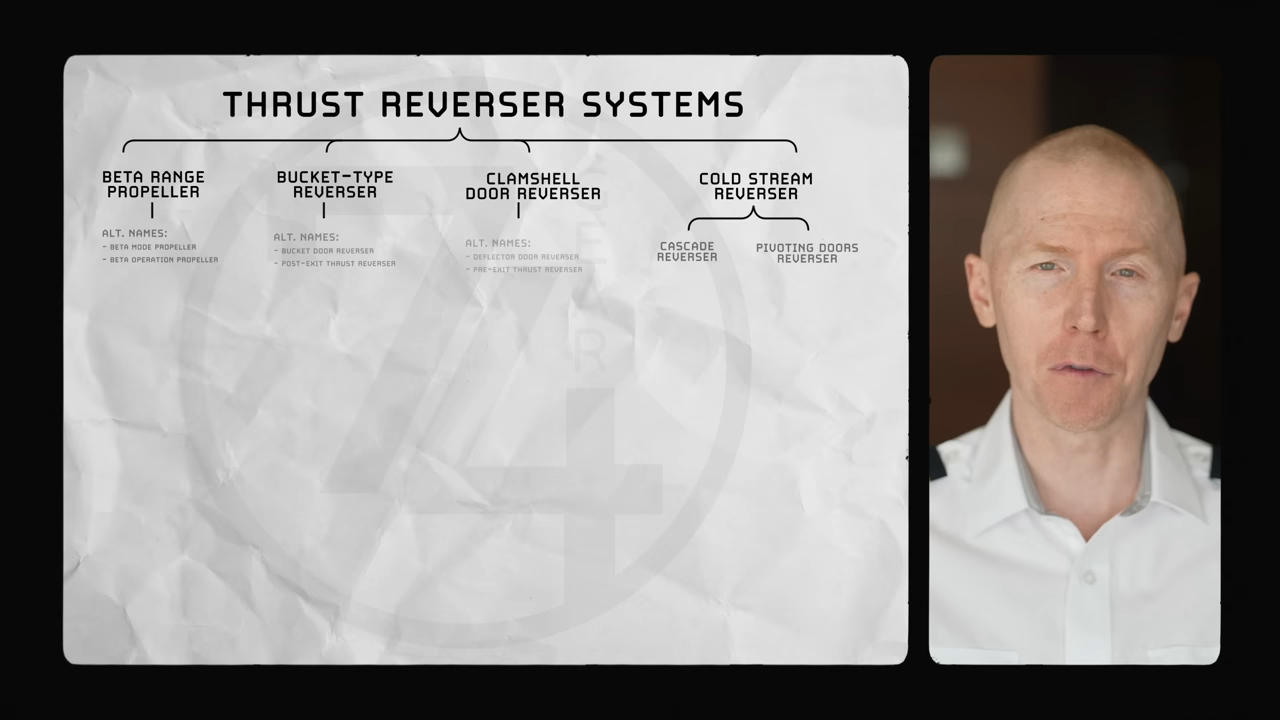 THRUST REVERSER SYSTEMS
BETA RANGE
PROPELLER
ALT. NAMES:
- BETA MODE PROPELLER
- BETA OPERATION PROPELLER
BUCKET-TYPE
REVERSER
ALT. NAMES:
- BUCKET DOOR REVERSER
- POST-EXIT THRUST REVERSER
CLAMSHELL
DOOR REVERSER
ALT. NAMES:
- DEFLECTOR DOOR REVERSER
- PRE-EXIT THRUST REVERSER
COLD STREAM
REVERSER
CASCADE
REVERSER
PIVOTING DOORS
REVERSER
74